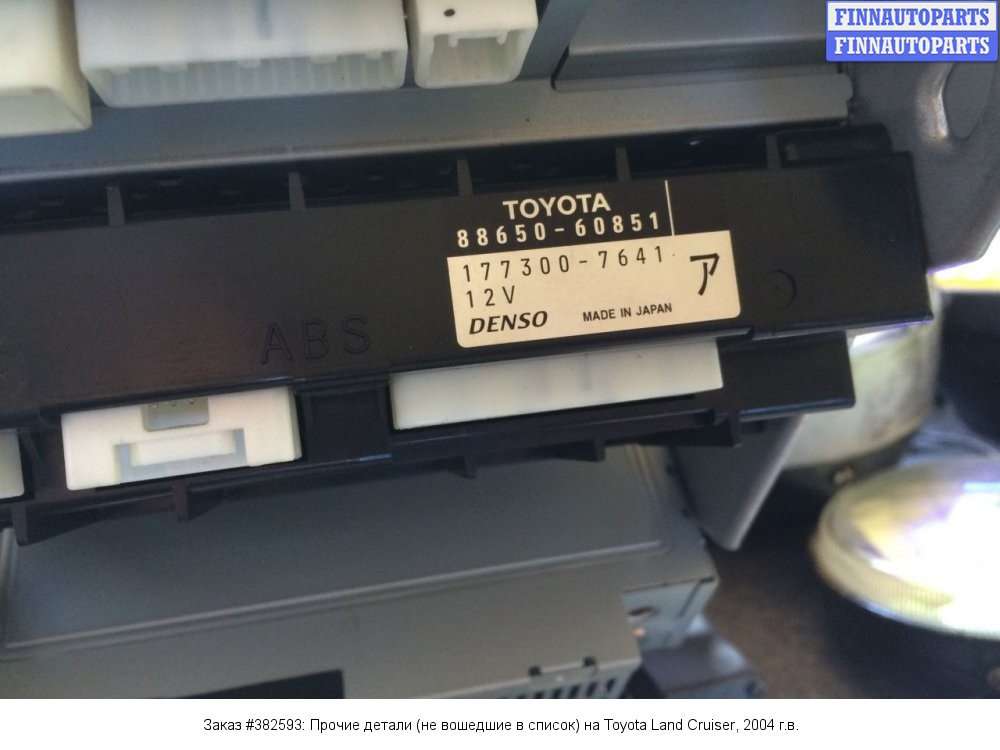 FINNAUTOPARTS
FINNAUTOPARTS
TOYOTA
88650-60851
177300-7641
ア
12V
DENSO MADE IN JAPAN
ABS
Заказ #382593: Прочие детали (не вошедшие в список) на Toyota Land Cruiser, 2004 г.в.